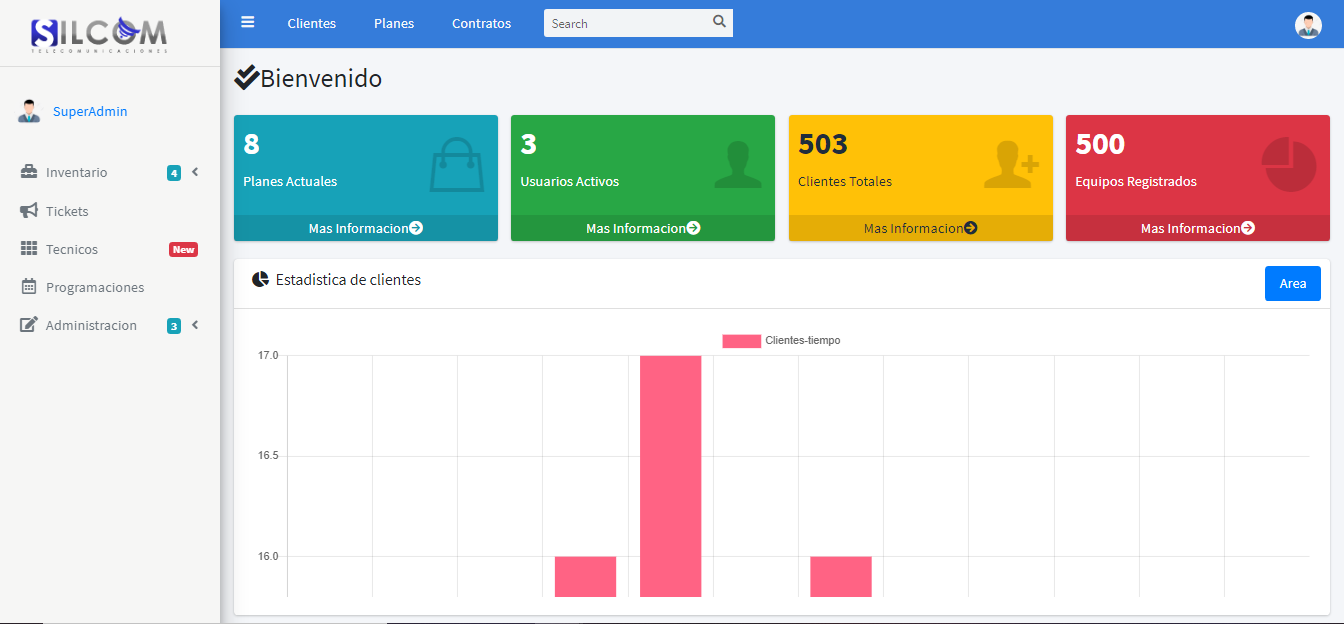 SILCOM
TELECOMUNICACIONES
Clientes
Planes
Contratos
Search
SuperAdmin
Inventario 4
Tickets
Tecnicos New
Programaciones
Administracion 3
Bienvenido
8
Planes Actuales
Mas Informacion
3
Usuarios Activos
Mas Informacion
503
Clientes Totales
Mas Informacion
500
Equipos Registrados
Mas Informacion
Estadistica de clientes
Area
Clientes-tiempo
17.0
16.5
16.0